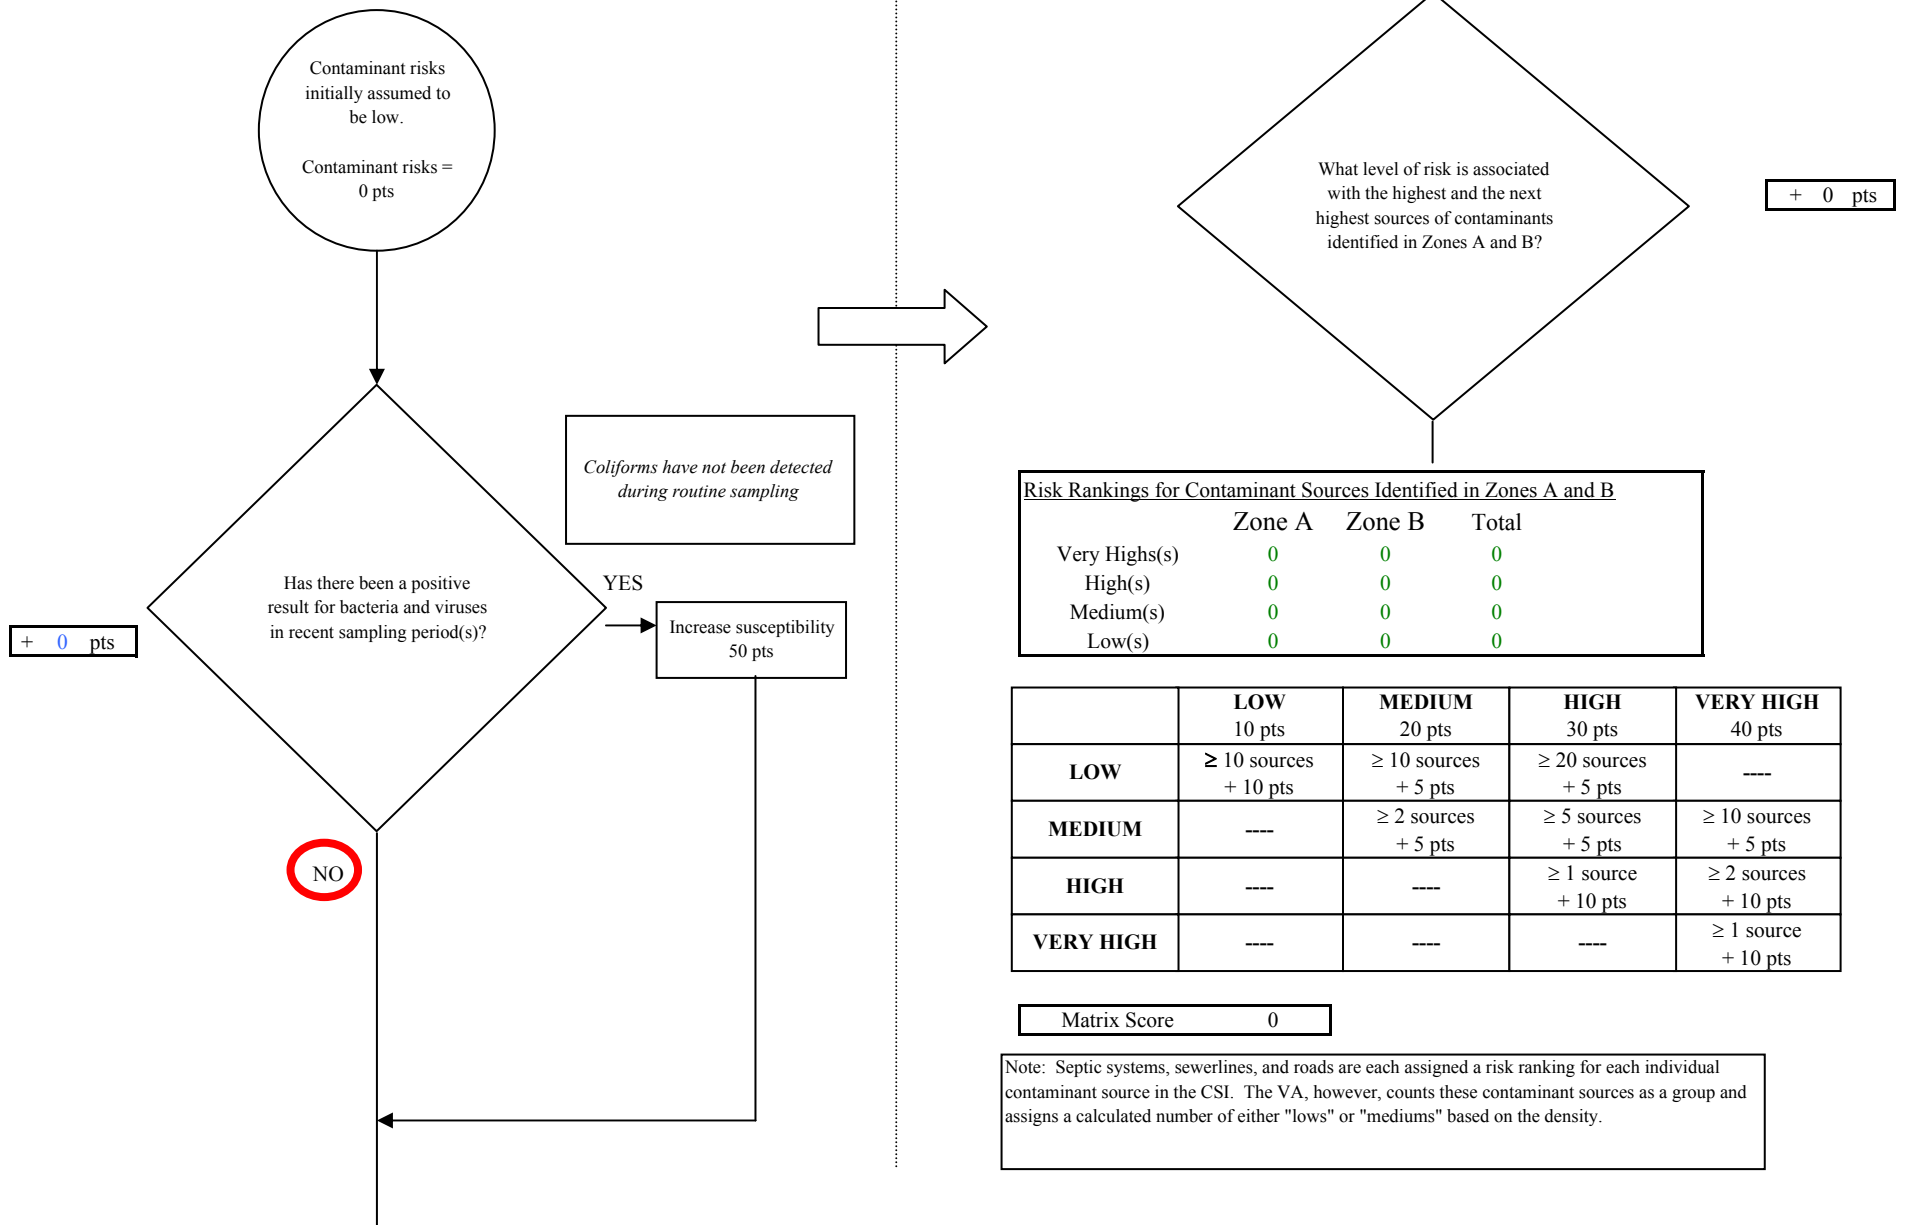 Contaminant risks
initially assumed to
be low.
Contaminant risks =
0 pts
Coliforms have not been detected
during routine sampling
Has there been a positive
result for bacteria and viruses
in recent sampling period(s)?
YES
+ 0 pts
Increase susceptibility
50 pts
NO
What level of risk is associated
with the highest and the next
highest sources of contaminants
identified in Zones A and B?
+ 0 pts
Risk Rankings for Contaminant Sources Identified in Zones A and B
Zone A Zone B Total
Very Highs(s) 0 0 0
High(s) 0 0 0
Medium(s) 0 0 0
Low(s) 0 0 0
LOW MEDIUM HIGH VERY HIGH
10 pts 20 pts 30 pts 40 pts
LOW ≥ 10 sources ≥ 10 sources ≥ 20 sources ----
+ 10 pts + 5 pts + 5 pts
MEDIUM ---- ≥ 2 sources ≥ 5 sources ≥ 10 sources
+ 5 pts + 5 pts + 5 pts
HIGH ---- ---- ≥ 1 source ≥ 2 sources
+ 10 pts + 10 pts
VERY HIGH ---- ---- ---- ≥ 1 source
+ 10 pts
Matrix Score 0
Note: Septic systems, sewerlines, and roads are each assigned a risk ranking for each individual
contaminant source in the CSI. The VA, however, counts these contaminant sources as a group and
assigns a calculated number of either "lows" or "mediums" based on the density.